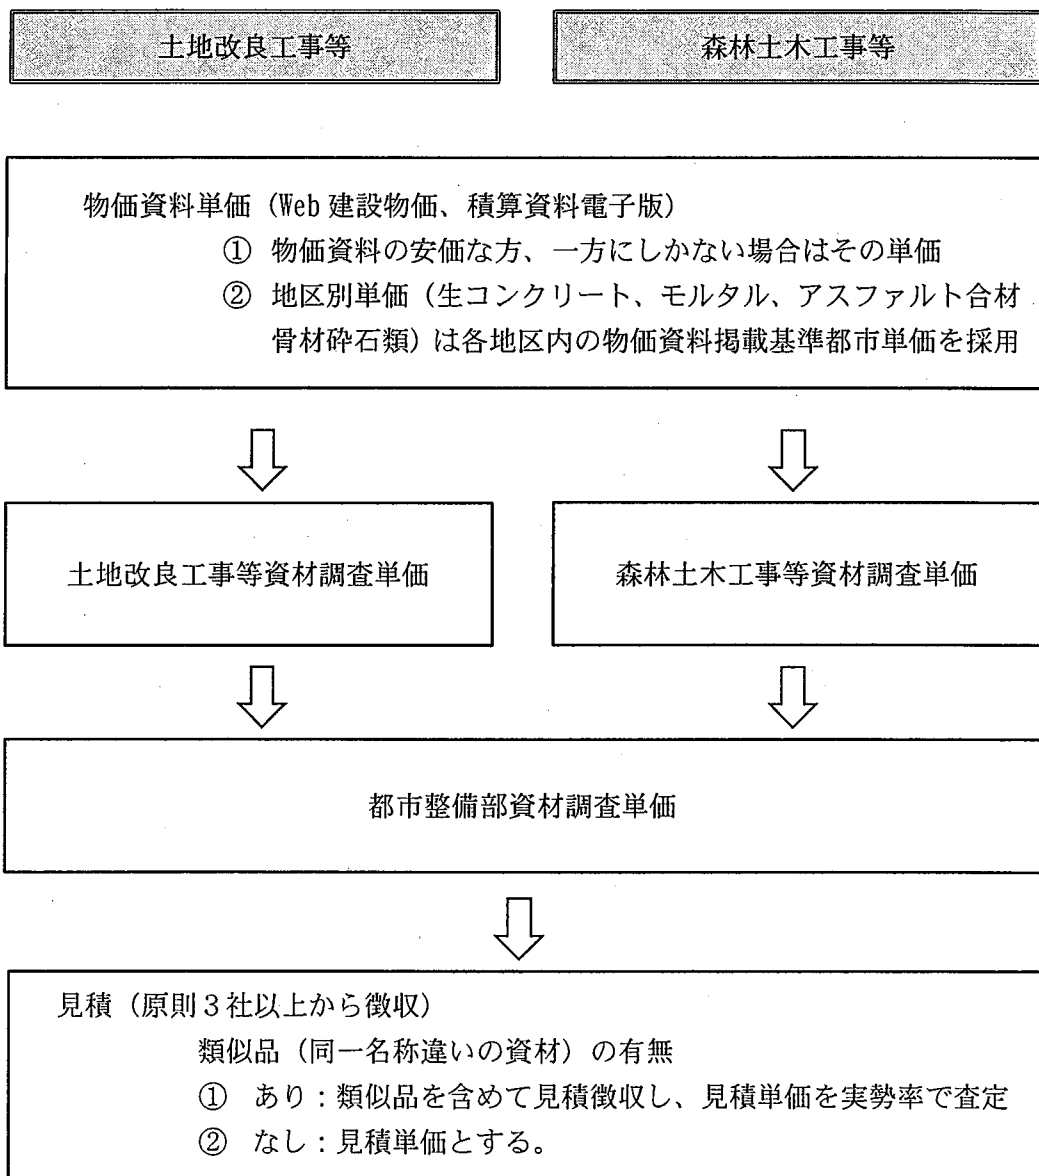 土地改良工事等
森林土木工事等
物価資料単価（Web 建設物価、積算資料電子版）
① 物価資料の安価な方、一方にしかない場合はその単価
② 地区別単価（生コンクリート、モルタル、アスファルト合材
骨材砕石類）は各地区内の物価資料掲載基準都市単価を採用
土地改良工事等資材調査単価
森林土木工事等資材調査単価
都市整備部資材調査単価
見積（原則３社以上から徴収）
類似品（同一名称違いの資材）の有無
① あり：類似品を含めて見積徴収し、見積単価を実勢率で査定
② なし：見積単価とする。